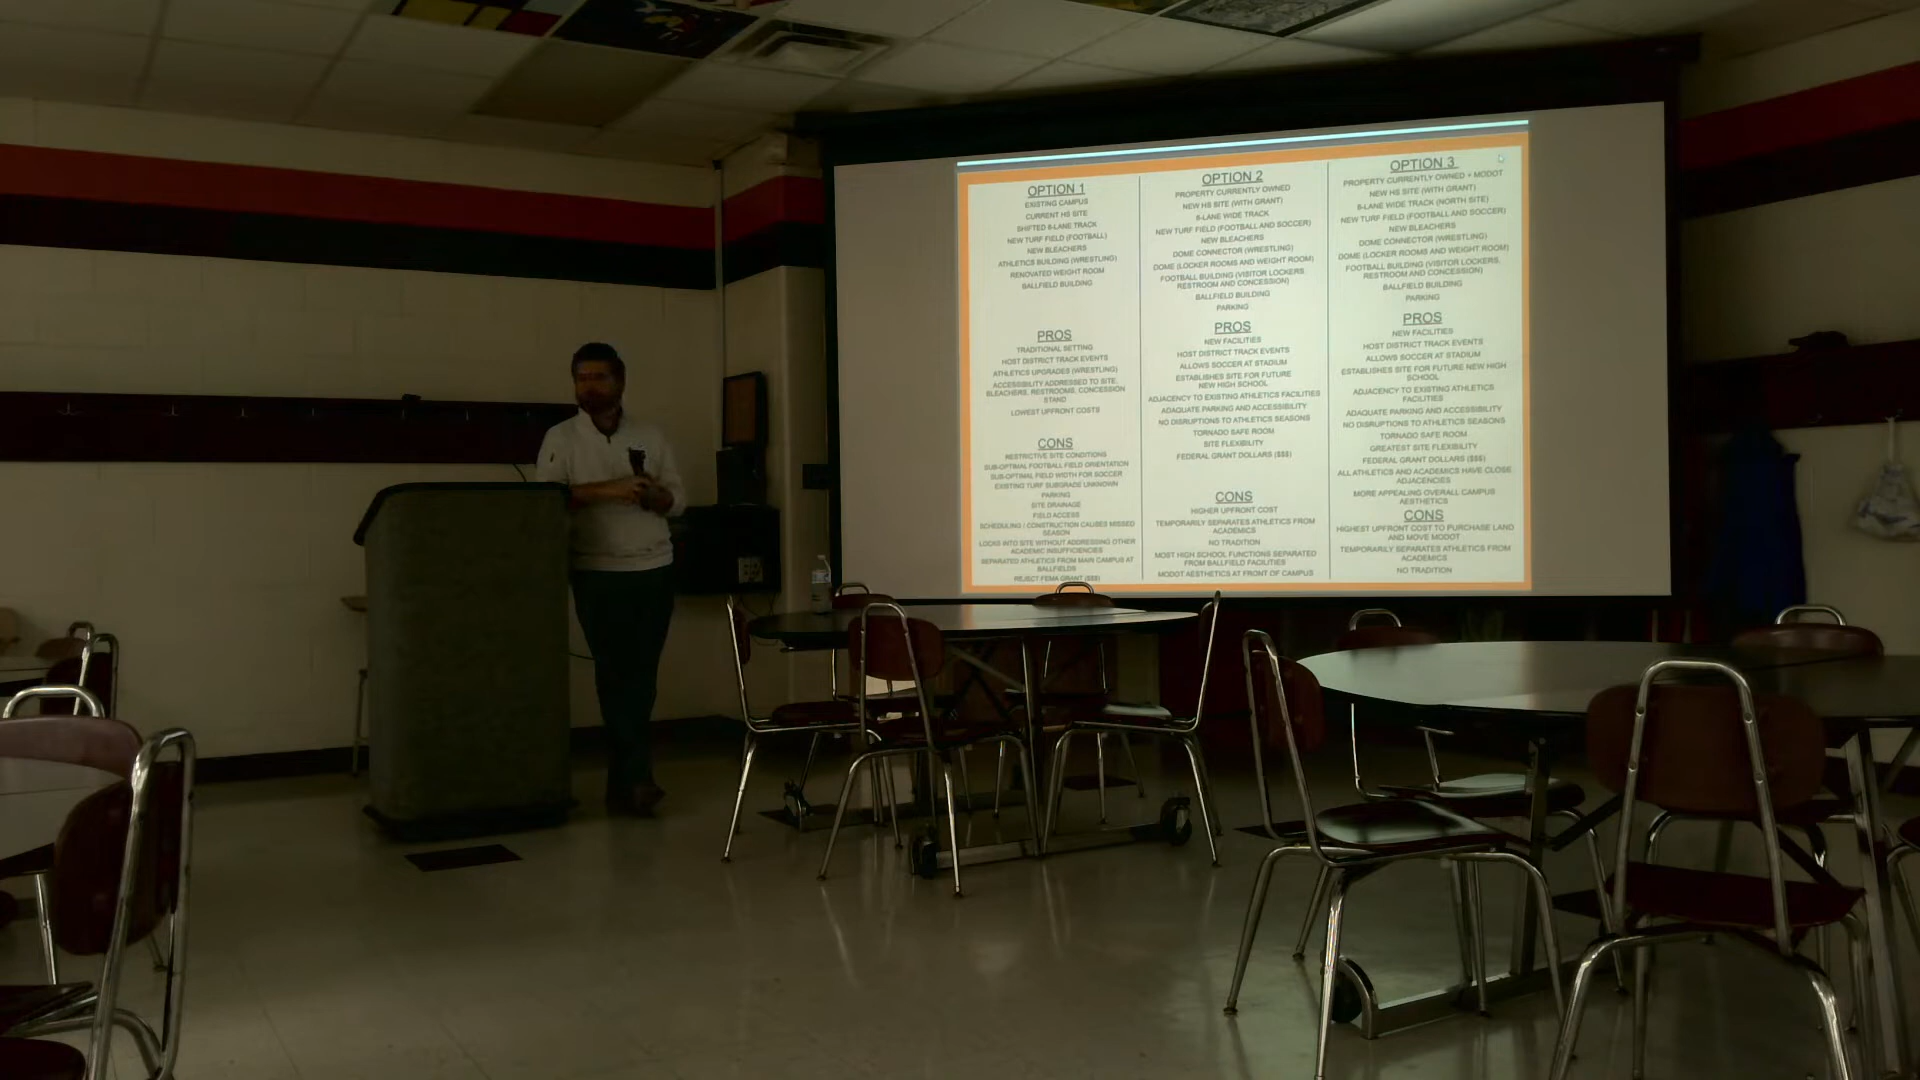 OPTION 1
EXISTING CAMPUS
CURRENT HS SITE
SHIFTED 8-LANE TRACK
NEW TURF FIELD (FOOTBALL)
NEW BLEACHERS
ATHLETICS BUILDING (WRESTLING)
RENOVATED WEIGHT ROOM
BALLFIELD BUILDING
PROS
TRADITIONAL SETTING
HOST DISTRICT TRACK EVENTS
ATHLETICS UPGRADES (WRESTLING)
ACCESSIBILITY ADDRESSED TO SITE,
BLEACHERS, RESTROOMS, CONCESSION
STAND
LOWEST UPFRONT COSTS
CONS
RESTRICTIVE SITE CONDITIONS
SUB-OPTIMAL FOOTBALL FIELD ORIENTATION
SUB-OPTIMAL FIELD WIDTH FOR SOCCER
EXISTING TURF SUBGRADE UNKNOWN
PARKING
SITE DRAINAGE
FIELD ACCESS
SCHEDULING / CONSTRUCTION CAUSES MISSED
SEASON
LOCKS INTO SITE WITHOUT ADDRESSING OTHER
ACADEMIC INSUFFICIENCIES
SEPARATED ATHLETICS FROM MAIN CAMPUS AT
BALLFIELDS
REJECT FEMA GRANT ($$$)
OPTION 2
PROPERTY CURRENTLY OWNED
NEW HS SITE (WITH GRANT)
8-LANE WIDE TRACK
NEW TURF FIELD (FOOTBALL AND SOCCER)
NEW BLEACHERS
DOME CONNECTOR (WRESTLING)
DOME (LOCKER ROOMS AND WEIGHT ROOM)
FOOTBALL BUILDING (VISITOR LOCKERS,
RESTROOM AND CONCESSION)
BALLFIELD BUILDING
PARKING
PROS
NEW FACILITIES
HOST DISTRICT TRACK EVENTS
ALLOWS SOCCER AT STADIUM
ESTABLISHES SITE FOR FUTURE
NEW HIGH SCHOOL
ADJACENCY TO EXISTING ATHLETICS FACILITIES
ADAQUATE PARKING AND ACCESSIBILITY
NO DISRUPTIONS TO ATHLETICS SEASONS
TORNADO SAFE ROOM
SITE FLEXIBILITY
FEDERAL GRANT DOLLARS ($$$)
CONS
HIGHER UPFRONT COST
TEMPORARILY SEPARATES ATHLETICS FROM
ACADEMICS
NO TRADITION
MOST HIGH SCHOOL FUNCTIONS SEPARATED
FROM BALLFIELD FACILITIES
MODOT AESTHETICS AT FRONT OF CAMPUS
OPTION 3
PROPERTY CURRENTLY OWNED + MODOT
NEW HS SITE (WITH GRANT)
8-LANE WIDE TRACK (NORTH SITE)
NEW TURF FIELD (FOOTBALL AND SOCCER)
NEW BLEACHERS
DOME CONNECTOR (WRESTLING)
DOME (LOCKER ROOMS AND WEIGHT ROOM)
FOOTBALL BUILDING (VISITOR LOCKERS,
RESTROOM AND CONCESSION)
BALLFIELD BUILDING
PARKING
PROS
NEW FACILITIES
HOST DISTRICT TRACK EVENTS
ALLOWS SOCCER AT STADIUM
ESTABLISHES SITE FOR FUTURE NEW HIGH
SCHOOL
ADJACENCY TO EXISTING ATHLETICS
FACILITIES
ADAQUATE PARKING AND ACCESSIBILITY
NO DISRUPTIONS TO ATHLETICS SEASONS
TORNADO SAFE ROOM
GREATEST SITE FLEXIBILITY
FEDERAL GRANT DOLLARS ($$$)
ALL ATHLETICS AND ACADEMICS HAVE CLOSE
ADJACENCIES
MORE APPEALING OVERALL CAMPUS
AESTHETICS
CONS
HIGHEST UPFRONT COST TO PURCHASE LAND
AND MOVE MODOT
TEMPORARILY SEPARATES ATHLETICS FROM
ACADEMICS
NO TRADITION